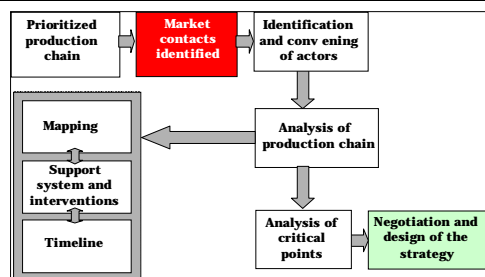 Prioritized
production
chain
Market
contacts
identified
Identification
and conv ening
of actors
Mapping
Support
system and
interventions
Timeline
Analysis of
production chain
Analysis of
critical
points
Negotiation and
design of the
strategy